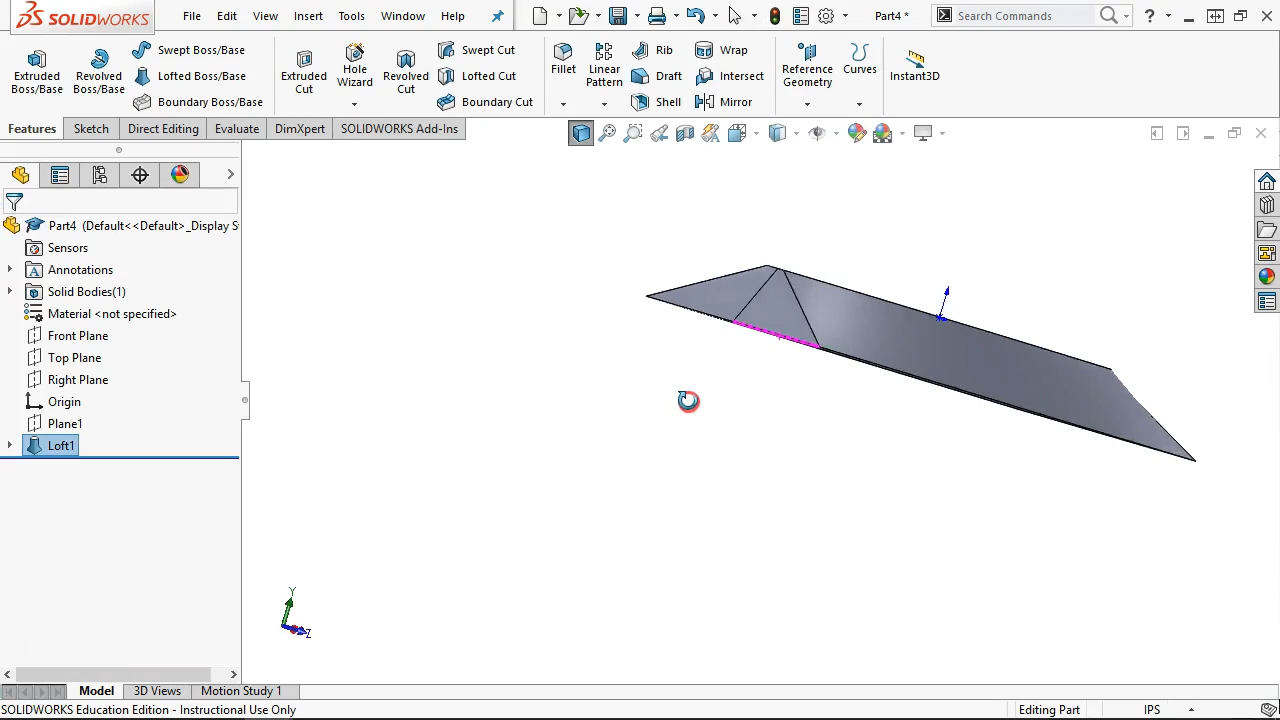 SOLIDWORKS File Edit View Insert Tools Window Help Part4 * Search Commands ?
Extruded Boss/Base Revolved Boss/Base Swept Boss/Base Lofted Boss/Base Boundary Boss/Base Extruded Cut Hole Wizard Revolved Cut Swept Cut Lofted Cut Boundary Cut Fillet Linear Pattern Rib Draft Shell Wrap Intersect Mirror Reference Geometry Curves Instant3D
Features Sketch Direct Editing Evaluate DimXpert SOLIDWORKS Add-Ins
Part4 (Default<<Default>_Display S
Sensors
Annotations
Solid Bodies(1)
Material <not specified>
Front Plane
Top Plane
Right Plane
Origin
Plane1
Loft1
Y
Z
Model 3D Views Motion Study 1
SOLIDWORKS Education Edition - Instructional Use Only Editing Part IPS